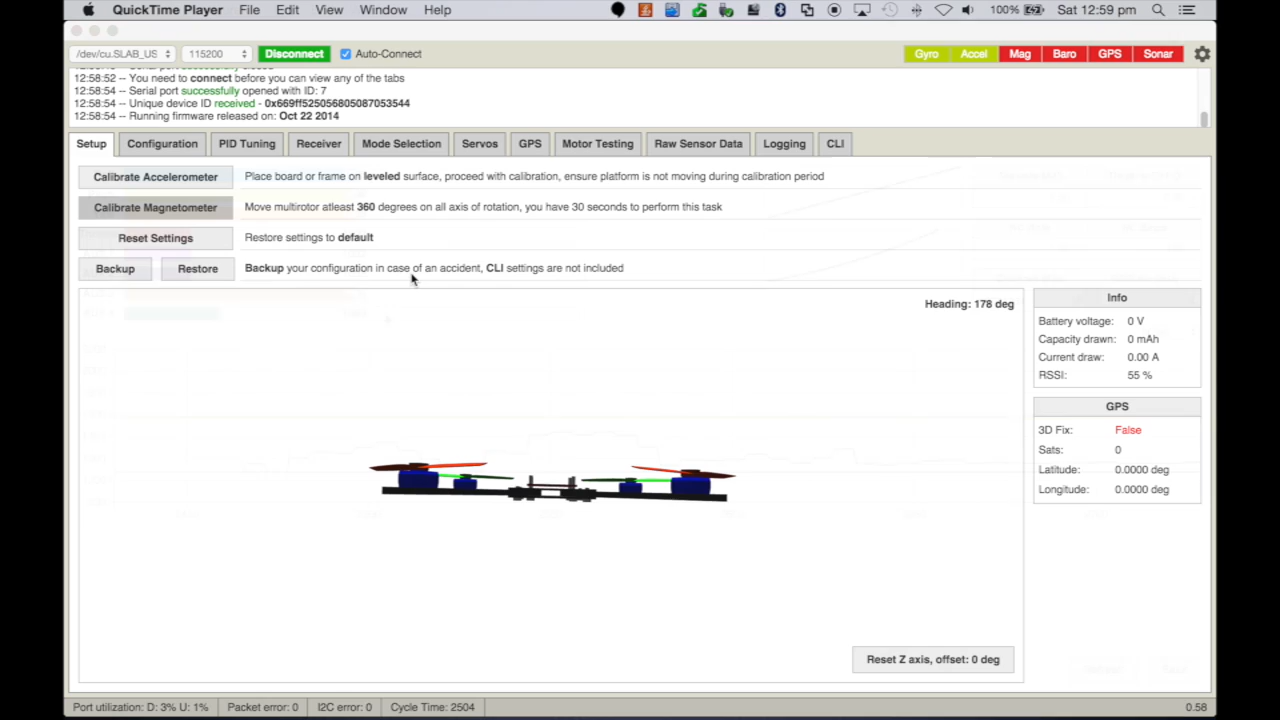 QuickTime Player File Edit View Window Help 100% Sat 12:59 pm
/dev/cu.SLAB_US 115200 Disconnect Auto-Connect Gyro Accel Mag Baro GPS Sonar
12:58:52 -- You need to connect before you can view any of the tabs
12:58:54 -- Serial port successfully opened with ID: 7
12:58:54 -- Unique device ID received - 0x669ff525056805087053544
12:58:54 -- Running firmware released on: Oct 22 2014
Setup Configuration PID Tuning Receiver Mode Selection Servos GPS Motor Testing Raw Sensor Data Logging CLI
Calibrate Accelerometer Place board or frame on leveled surface, proceed with calibration, ensure platform is not moving during calibration period
Calibrate Magnetometer Move multirotor atleast 360 degrees on all axis of rotation, you have 30 seconds to perform this task
Reset Settings Restore settings to default
Backup Restore Backup your configuration in case of an accident, CLI settings are not included
Heading: 178 deg
Info
Battery voltage: 0 V
Capacity drawn: 0 mAh
Current draw: 0.00 A
RSSI: 55 %
GPS
3D Fix: False
Sats: 0
Latitude: 0.0000 deg
Longitude: 0.0000 deg
Reset Z axis, offset: 0 deg
Port utilization: D: 3% U: 1% Packet error: 0 I2C error: 0 Cycle Time: 2504 0.58